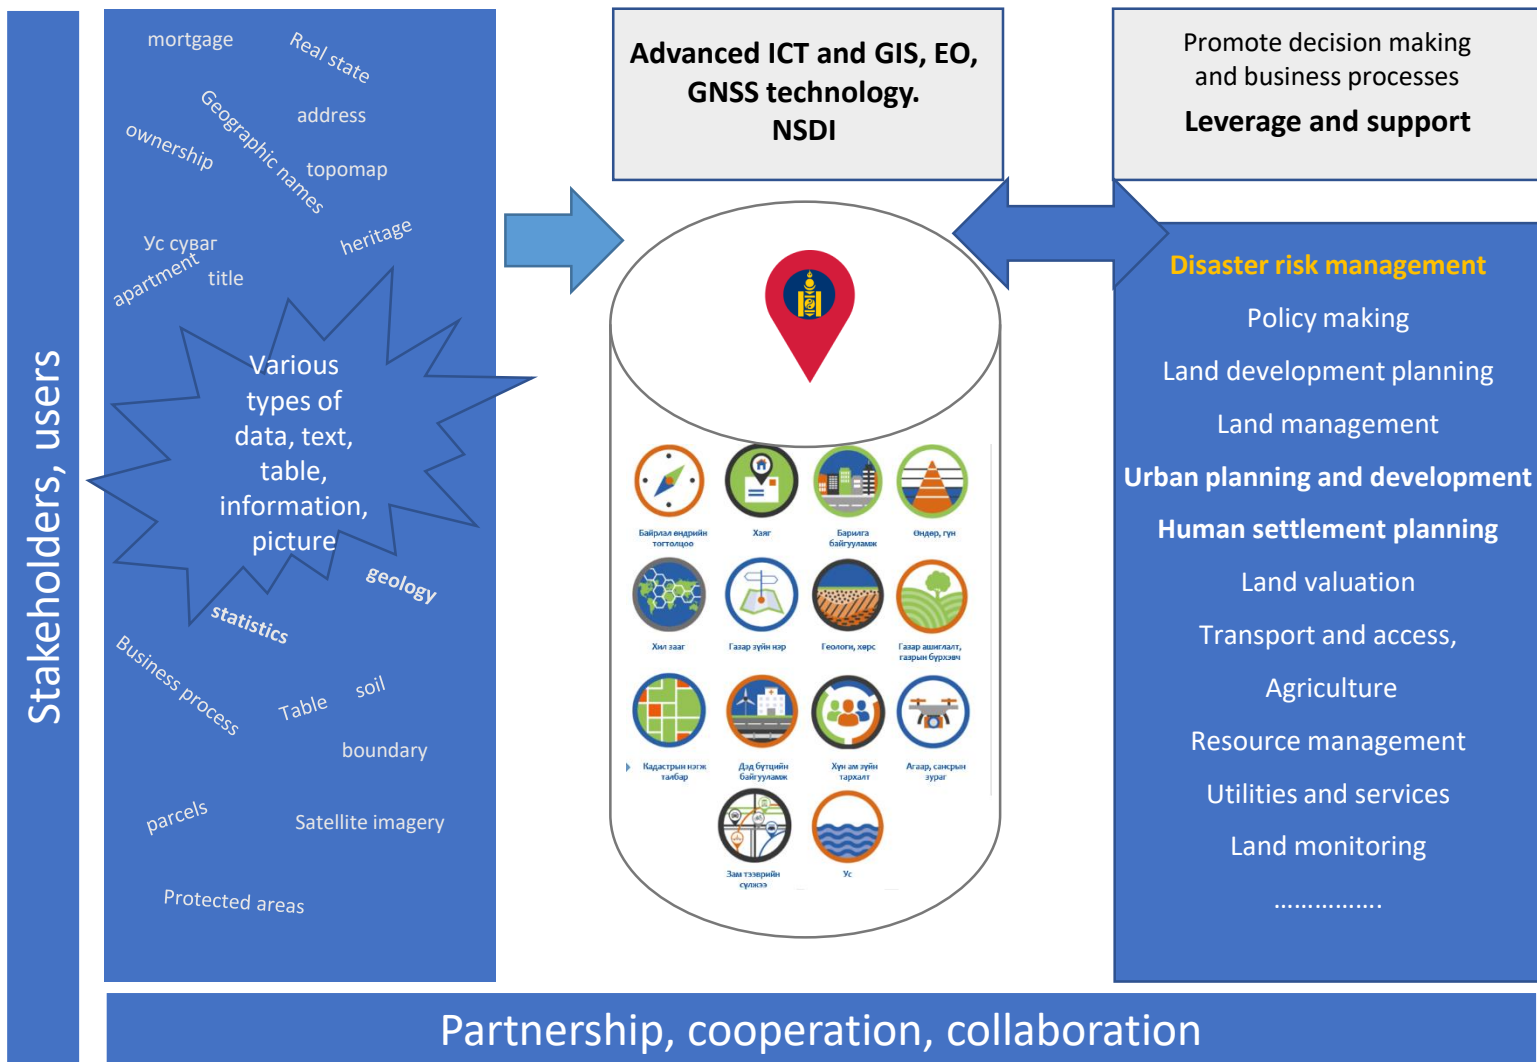 Stakeholders, users
mortgage
Real state
Geographic names
address
ownership
topomap
Ус суваг
heritage
apartment
title
Various
types of
data, text,
table,
information,
picture
geology
statistics
Business process
Table
soil
boundary
parcels
Satellite imagery
Protected areas
Advanced ICT and GIS, EO,
GNSS technology.
NSDI
Байрлал өндрийн
тогтолцоо
Хаяг
Барилга
байгууламж
Өндөр, гүн
Хил зааг
Газар зүйн нэр
Геологи, хөрс
Газар ашиглалт,
газрын бүрхэвч
Кадастрын нэгж
талбар
Дэд бүтцийн
байгууламж
Хүн ам зүйн
тархалт
Агаар, сансрын
зураг
Зам тээврийн
сүлжээ
Ус
Promote decision making
and business processes
Leverage and support
Disaster risk management
Policy making
Land development planning
Land management
Urban planning and development
Human settlement planning
Land valuation
Transport and access,
Agriculture
Resource management
Utilities and services
Land monitoring
…………….
Partnership, cooperation, collaboration